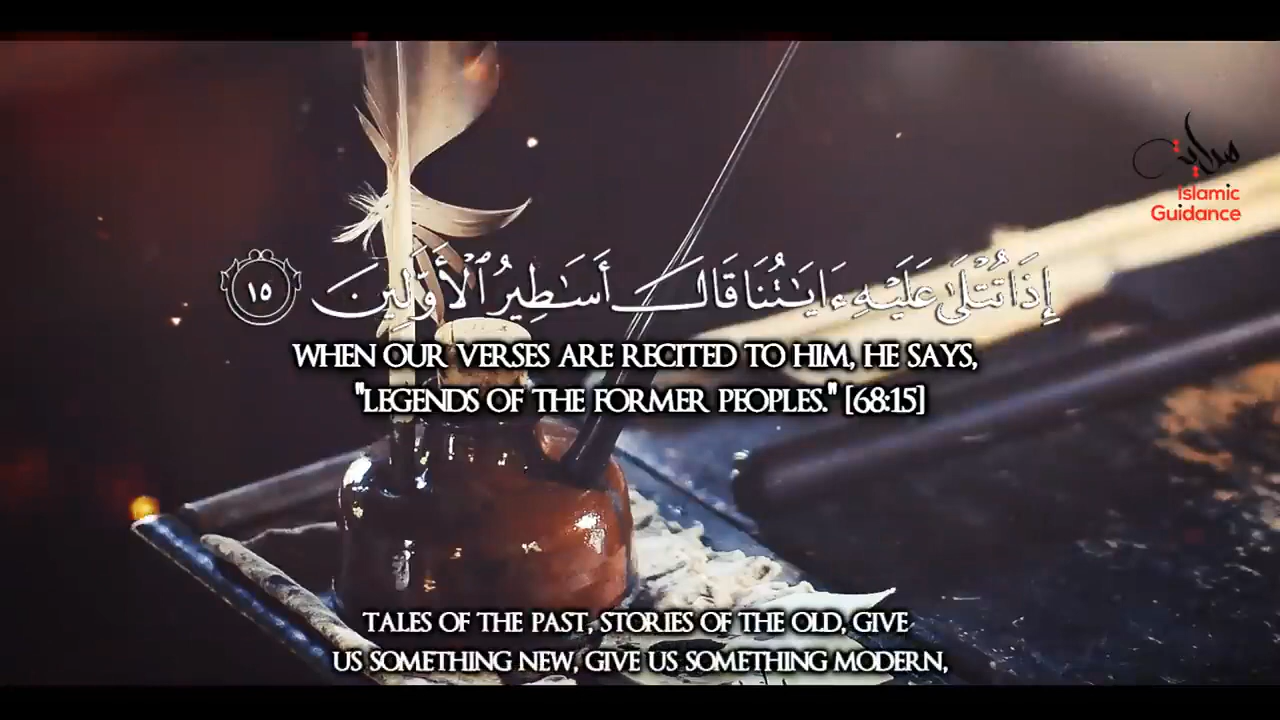 هداية
Islamic
Guidance
إِذَا تُتْلَىٰ عَلَيْهِ ءَايَـٰتُنَا قَالَ أَسَـٰطِيرُ ٱلْأَوَّلِينَ ١٥
WHEN OUR VERSES ARE RECITED TO HIM, HE SAYS,
"LEGENDS OF THE FORMER PEOPLES." [68:15]
TALES OF THE PAST, STORIES OF THE OLD, GIVE
US SOMETHING NEW, GIVE US SOMETHING MODERN,